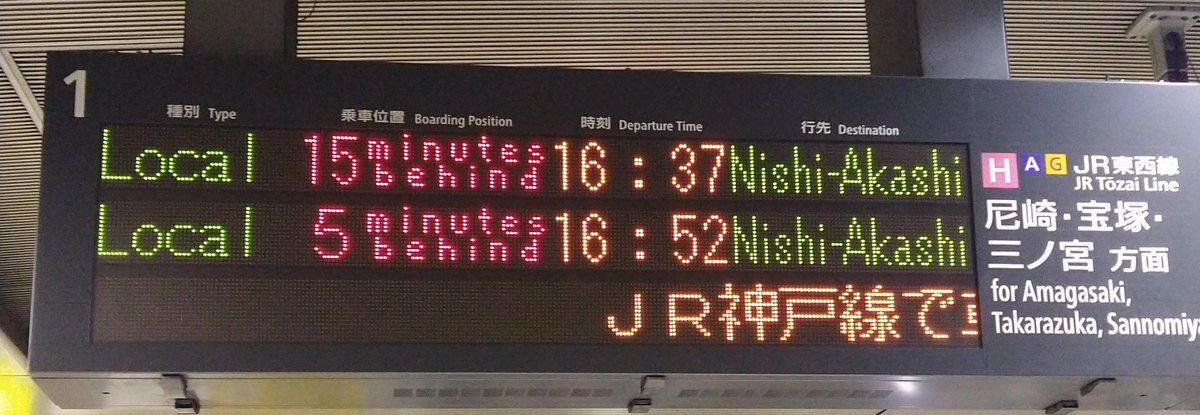 1
種別 Type 乗車位置 Boarding Position 時刻 Departure Time 行先 Destination
Local 15 minutes behind 16:37 Nishi-Akashi
Local 5 minutes behind 16:52 Nishi-Akashi
JR神戸線で
H A G JR東西線
JR Tōzai Line
尼崎・宝塚・
三ノ宮 方面
for Amagasaki,
Takarazuka, Sannomiya